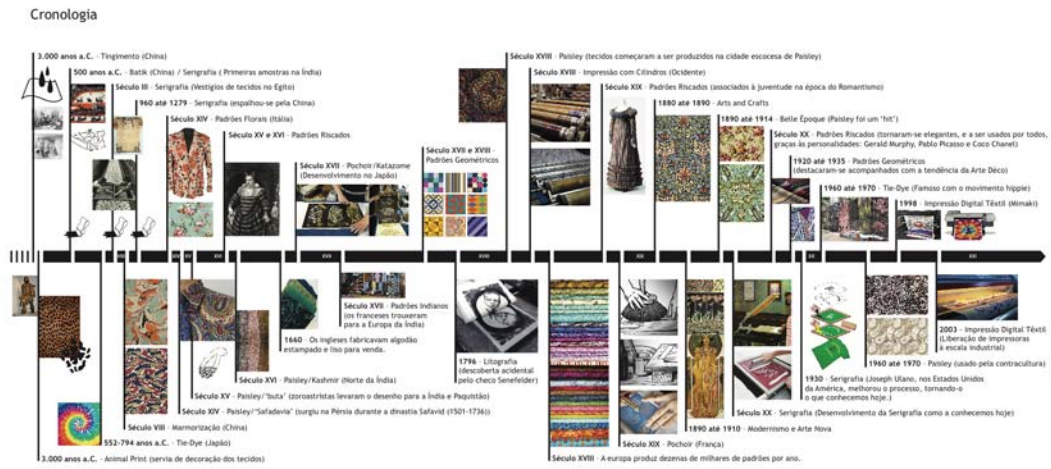 Cronologia
3.000 anos a.C. - Tingimento (China)
500 anos a.C. - Batik (China) / Serigrafia ( Primeiras amostras na Índia)
Século III - Serigrafia (Vestígios de tecidos no Egito)
960 até 1279 - Serigrafia (espalhou-se pela China)
Século XIV - Padrões Florais (Itália)
Século XV e XVI - Padrões Riscados
Século XVII - Pochoir/Katazome
(Desenvolvimento no Japão)
Século XVII e XVIII -
Padrões Geométricos
Século XVIII - Paisley (tecidos começaram a ser produzidos na cidade escocesa de Paisley)
Século XVIII - Impressão com Cilindros (Ocidente)
Século XIX - Padrões Riscados (associados à juventude na época do Romantismo)
1880 até 1890 - Arts and Crafts
1890 até 1914 - Belle Époque (Paisley foi um 'hit')
Século XX - Padrões Riscados (tornaram-se elegantes, e a ser usados por todos,
graças às personalidades: Gerald Murphy, Pablo Picasso e Coco Chanel)
1920 até 1935 - Padrões Geométricos
(destacaram-se acompanhados com a tendência da Arte Déco)
1960 até 1970 - Tie-Dye (Famoso com o movimento hippie)
1998 - Impressão Digital Têxtil (Mimaki)
VIII XIV XV XVI XVII XVIII XIX XX XXI
Século XVII - Padrões Indianos
(os franceses trouxeram
para a Europa da Índia)
1660 - Os ingleses fabricavam algodão
estampado e liso para venda.
1796 - Litografia
(descoberta acidental
pelo checo Senefelder)
2003 - Impressão Digital Têxtil
(Liberação de impressoras
à escala industrial)
1960 até 1970 - Paisley (usado pela contracultura)
1930 - Serigrafia (Joseph Ulano, nos Estados Unidos
da América, melhorou o processo, tornando-o
o que conhecemos hoje.)
Século XVI - Paisley/Kashmir (Norte da Índia)
Século XV - Paisley/'buta' (zoroastristas levaram o desenho para a Índia e Paquistão)
Século XIV - Paisley/'Safadavia' (surgiu na Pérsia durante a dinastia Safavid (1501-1736))
Século XX - Serigrafia (Desenvolvimento da Serigrafia como a conhecemos hoje)
Século VIII - Marmorização (China)
1890 até 1910 - Modernismo e Arte Nova
552-794 anos a.C. - Tie-Dye (Japão)
Século XIX - Pochoir (França)
3.000 anos a.C. - Animal Print (servia de decoração dos tecidos)
Século XVIII - A europa produz dezenas de milhares de padrões por ano.